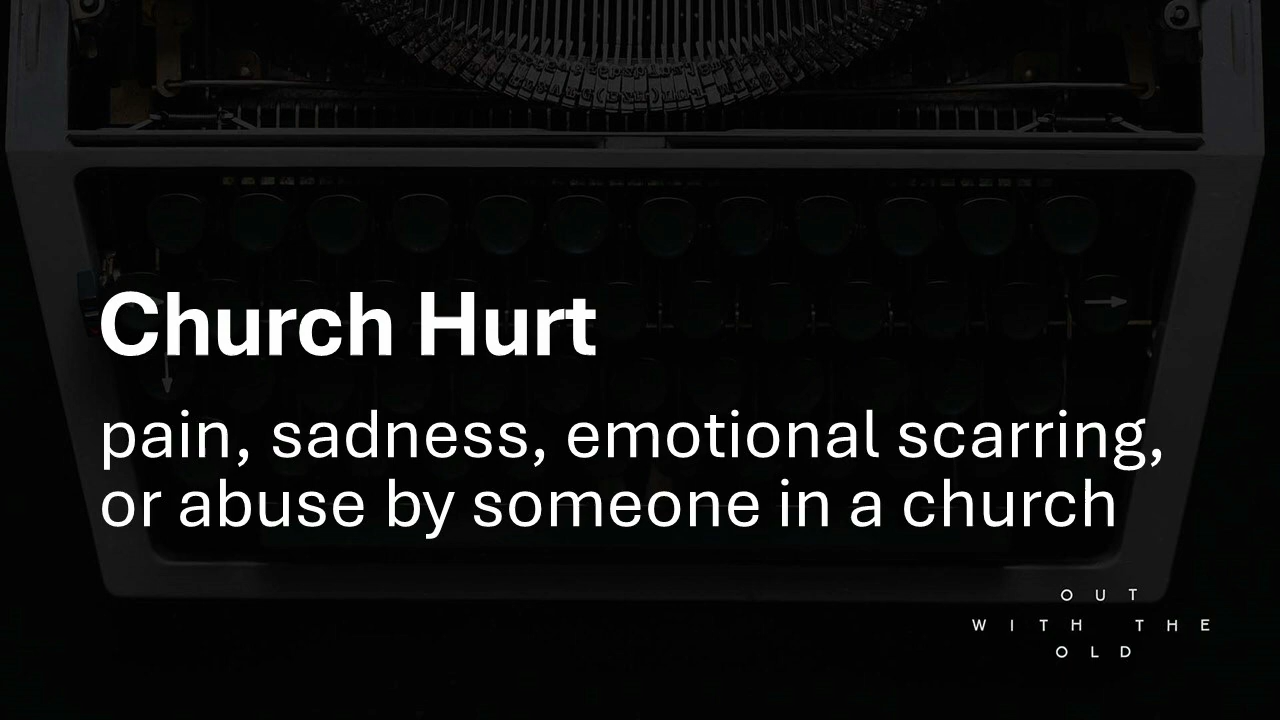 Church Hurt
pain, sadness, emotional scarring,
or abuse by someone in a church
OUT
WITH THE
OLD